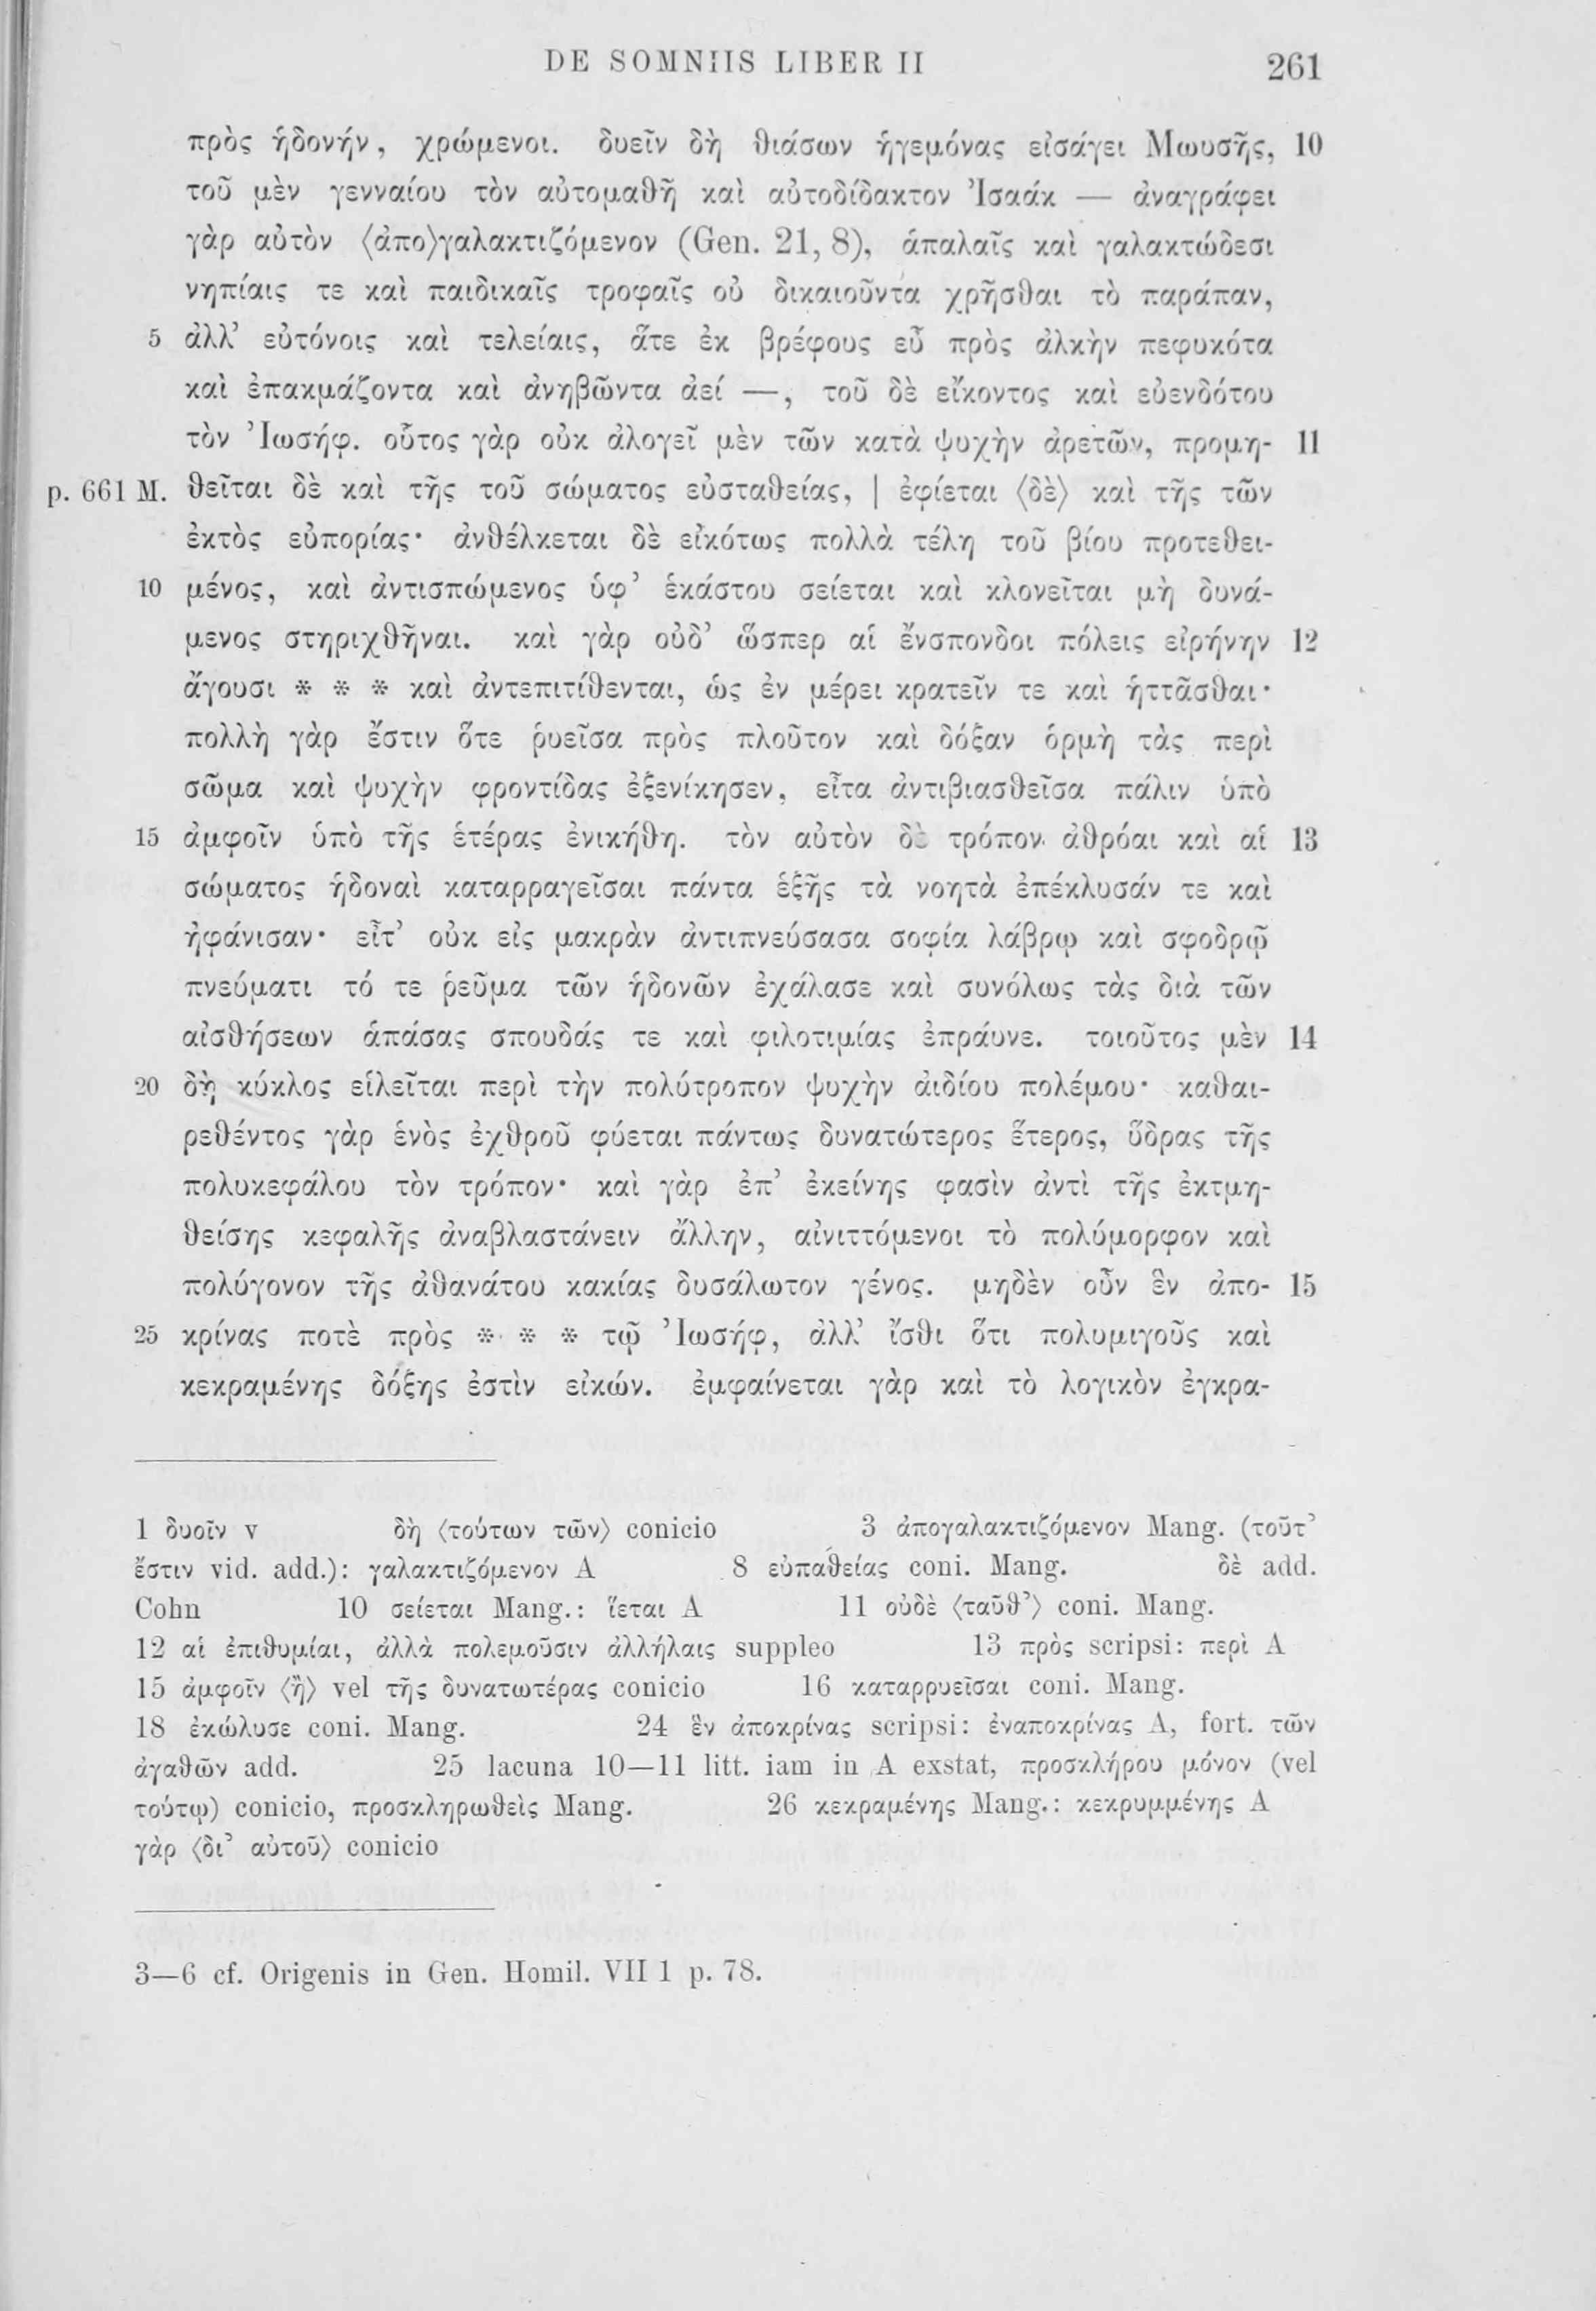 DE SOMNIIS LIBER II 261
πρὸς ἡδονήν, χρώμενοι. δυεῖν δὴ θιάσων ἡγεμόνας εἰσάγει Μωυσῆς, 10
τοῦ μὲν γενναίου τὸν αὐτομαθῆ καὶ αὐτοδίδακτον Ἰσαάκ — ἀναγράφει
γὰρ αὐτὸν ⟨ἀπο⟩γαλακτιζόμενον (Gen. 21, 8), ἁπαλαῖς καὶ γαλακτώδεσι
νηπίαις τε καὶ παιδικαῖς τροφαῖς οὐ δικαιοῦντα χρῆσθαι τὸ παράπαν,
5 ἀλλ’ εὐτόνοις καὶ τελείαις, ἅτε ἐκ βρέφους εὖ πρὸς ἀλκὴν πεφυκότα
καὶ ἐπακμάζοντα καὶ ἀνηβῶντα ἀεί —, τοῦ δὲ εἴκοντος καὶ εὐενδότου
τὸν Ἰωσήφ. οὗτος γὰρ οὐκ ἀλογεῖ μὲν τῶν κατὰ ψυχὴν ἀρετῶν, προμη- 11
p. 661 M. θεῖται δὲ καὶ τῆς τοῦ σώματος εὐσταθείας, | ἐφίεται ⟨δὲ⟩ καὶ τῆς τῶν
ἐκτὸς εὐπορίας· ἀνθέλκεται δὲ εἰκότως πολλὰ τέλη τοῦ βίου προτεθει-
10 μένος, καὶ ἀντισπώμενος ὑφ’ ἑκάστου σείεται καὶ κλονεῖται μὴ δυνά-
μενος στηριχθῆναι. καὶ γὰρ οὐδ’ ὥσπερ αἱ ἔνσπονδοι πόλεις εἰρήνην 12
ἄγουσι * * * καὶ ἀντεπιτίθενται, ὡς ἐν μέρει κρατεῖν τε καὶ ἡττᾶσθαι·
πολλὴ γὰρ ἔστιν ὅτε ῥυεῖσα πρὸς πλοῦτον καὶ δόξαν ὁρμὴ τὰς περὶ
σῶμα καὶ ψυχὴν φροντίδας ἐξενίκησεν, εἶτα ἀντιβιασθεῖσα πάλιν ὑπὸ
15 ἀμφοῖν ὑπὸ τῆς ἑτέρας ἐνικήθη. τὸν αὐτὸν δὲ τρόπον ἀθρόαι καὶ αἱ 13
σώματος ἡδοναὶ καταρραγεῖσαι πάντα ἑξῆς τὰ νοητὰ ἐπέκλυσάν τε καὶ
ἠφάνισαν· εἶτ’ οὐκ εἰς μακρὰν ἀντιπνεύσασα σοφία λάβρῳ καὶ σφοδρῷ
πνεύματι τό τε ῥεῦμα τῶν ἡδονῶν ἐχάλασε καὶ συνόλως τὰς διὰ τῶν
αἰσθήσεων ἁπάσας σπουδάς τε καὶ φιλοτιμίας ἐπράυνε. τοιοῦτος μὲν 14
20 δὴ κύκλος εἱλεῖται περὶ τὴν πολύτροπον ψυχὴν ἀιδίου πολέμου· καθαι-
ρεθέντος γὰρ ἑνὸς ἐχθροῦ φύεται πάντως δυνατώτερος ἕτερος, ὕδρας τῆς
πολυκεφάλου τὸν τρόπον· καὶ γὰρ ἐπ’ ἐκείνης φασὶν ἀντὶ τῆς ἐκτμη-
θείσης κεφαλῆς ἀναβλαστάνειν ἄλλην, αἰνιττόμενοι τὸ πολύμορφον καὶ
πολύγονον τῆς ἀθανάτου κακίας δυσάλωτον γένος. μηδὲν οὖν ἓν ἀπο- 15
25 κρίνας ποτὲ πρὸς * * * τῷ Ἰωσήφ, ἀλλ’ ἴσθι ὅτι πολυμιγοῦς καὶ
κεκραμένης δόξης ἐστὶν εἰκών. ἐμφαίνεται γὰρ καὶ τὸ λογικὸν ἐγκρα-
1 δυοῖν v δὴ ⟨τούτων τῶν⟩ conicio 3 ἀπογαλακτιζόμενον Mang. (τοῦτ’
ἔστιν vid. add.): γαλακτιζόμενον A 8 εὐπαθείας coni. Mang. δὲ add.
Cohn 10 σείεται Mang.: ἵεται A 11 οὐδὲ ⟨ταῦθ’⟩ coni. Mang.
12 αἱ ἐπιθυμίαι, ἀλλὰ πολεμοῦσιν ἀλλήλαις suppleo 13 πρὸς scripsi: περὶ A
15 ἀμφοῖν ⟨ἢ⟩ vel τῆς δυνατωτέρας conicio 16 καταρρυεῖσαι coni. Mang.
18 ἐκώλυσε coni. Mang. 24 ἓν ἀποκρίνας scripsi: ἐναποκρίνας A, fort. τῶν
ἀγαθῶν add. 25 lacuna 10—11 litt. iam in A exstat, προσκλήρου μόνον (vel
τούτῳ) conicio, προσκληρωθεὶς Mang. 26 κεκραμένης Mang.: κεκρυμμένης A
γὰρ ⟨δι’ αὐτοῦ⟩ conicio
3—6 cf. Origenis in Gen. Homil. VII 1 p. 78.